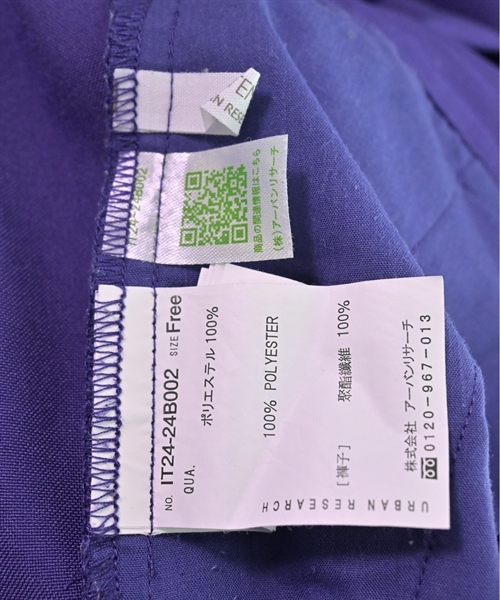 N RESE
IT24-24B002
商品の関連情報はこちら
(株)アーバンリサーチ
NO. IT24-24B002 SIZE Free
QUA.
ポリエステル 100%
100% POLYESTER
聚酯纖維 100%
[褲子]
株式会社 アーバンリサーチ
0120-967-013
URBAN RESEARCH